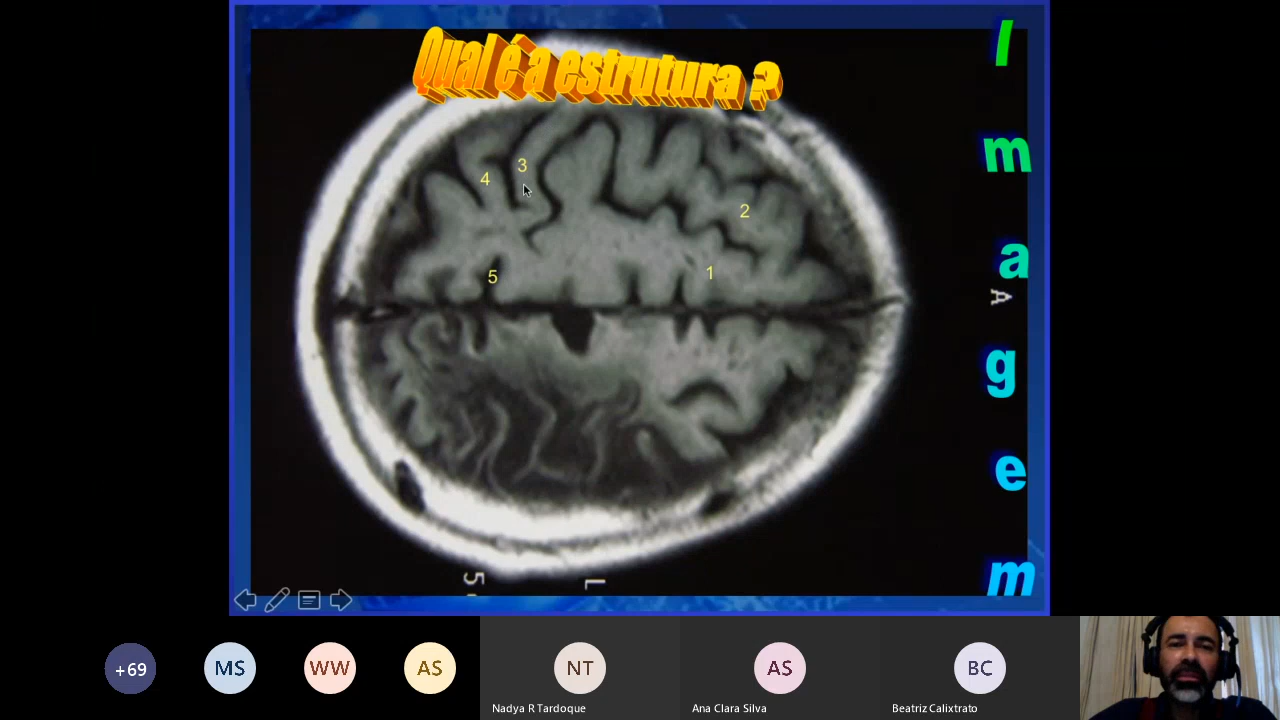 Qual é a estrutura ?
I
m
a
g
e
m
A
3
4
2
1
5
5
L
+69
MS
WW
AS
NT
AS
BC
Nadya R Tardoque
Ana Clara Silva
Beatriz Calixtrato